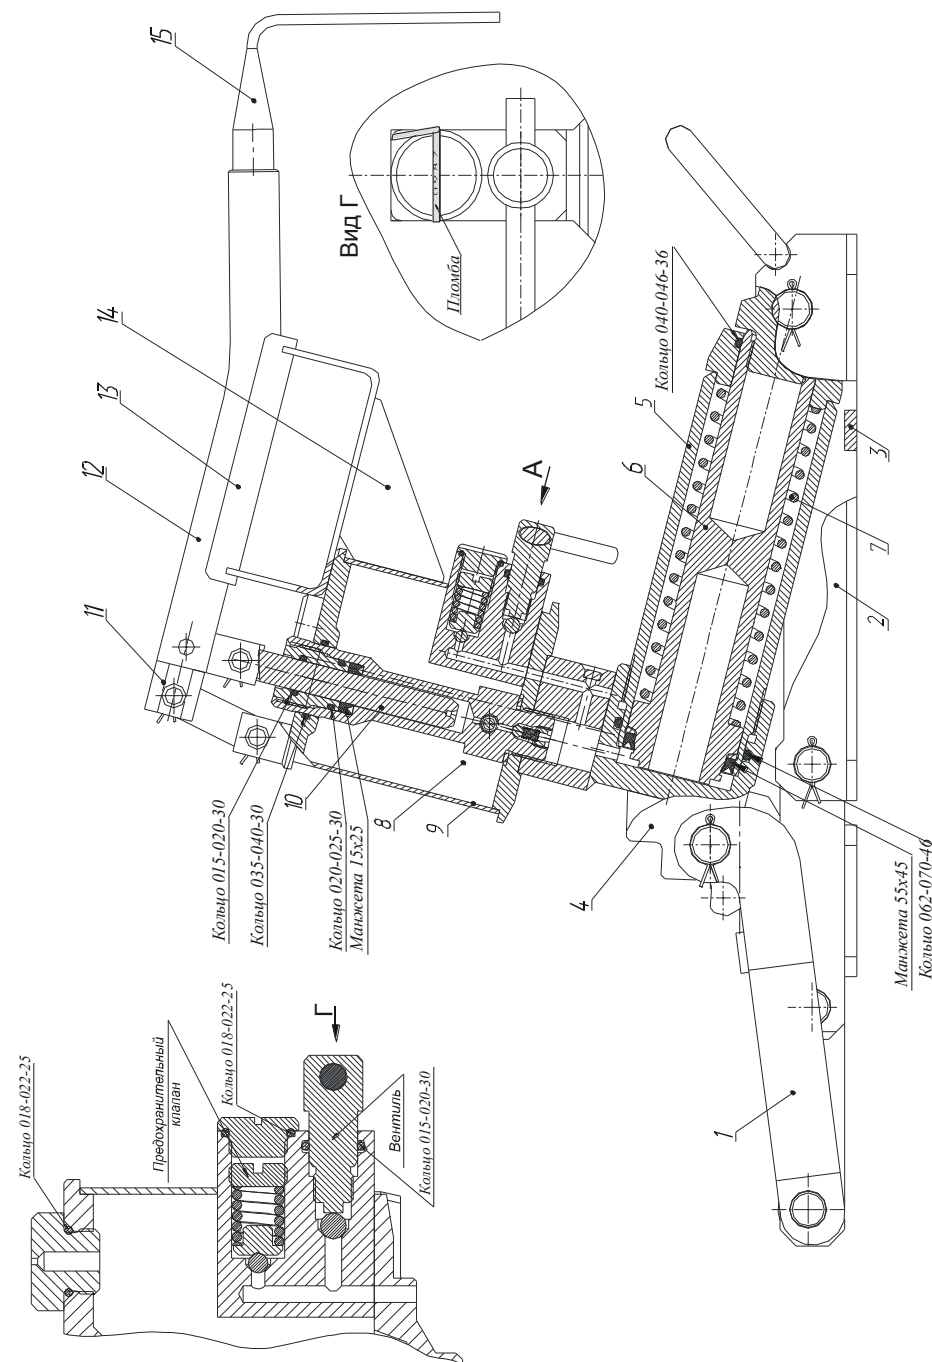 15
14
13
12
11
Вид Г
Пломба
Кольцо 040-046-36
5
6
А
3
7
2
Кольцо 015-020-30
Кольцо 035-040-30
10
Кольцо 020-025-30
Манжета 15х25
8
9
4
Манжета 55х45
Кольцо 062-070-46
1
Кольцо 018-022-25
Предохранительный
клапан
Кольцо 018-022-25
Г
Вентиль
Кольцо 015-020-30